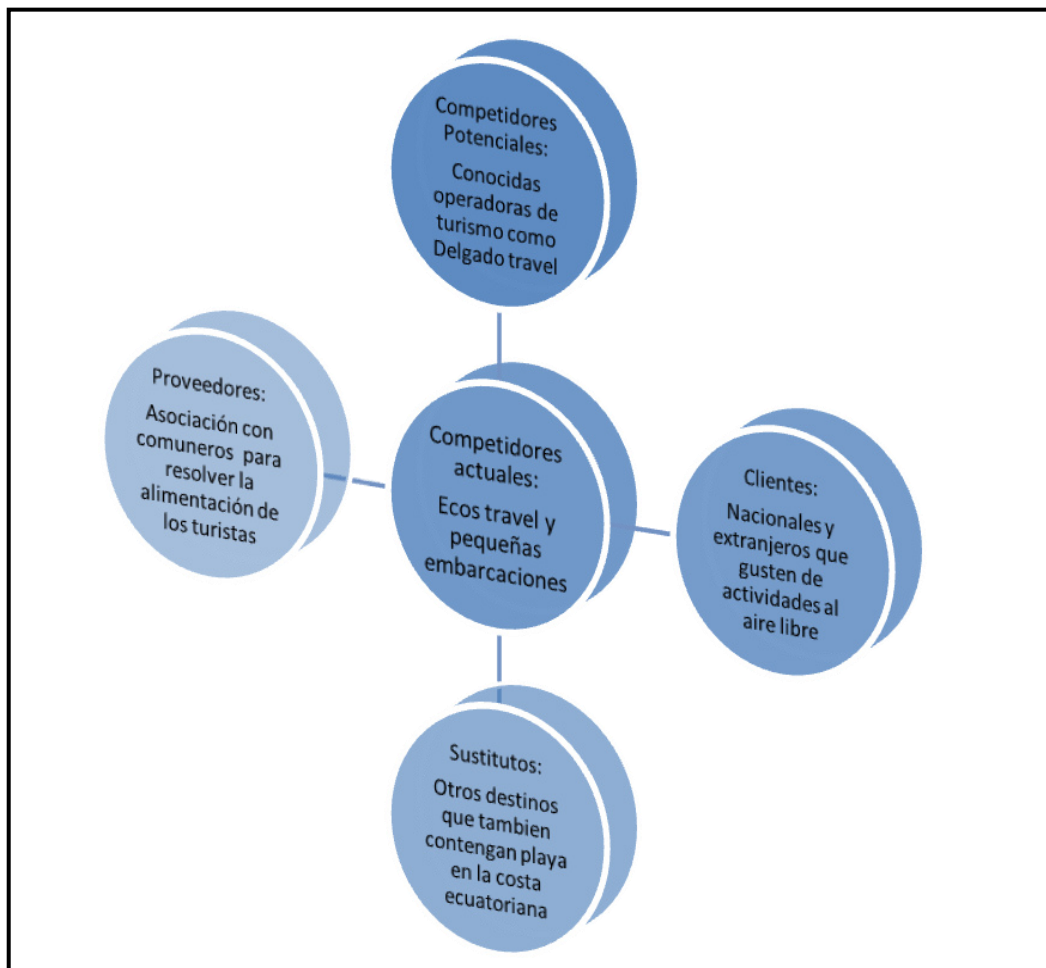 Competidores
Potenciales:
Conocidas
operadoras de
turismo como
Delgado travel
Proveedores:
Asociación con
comuneros para
resolver la
alimentación de
los turistas
Competidores
actuales:
Ecos travel y
pequeñas
embarcaciones
Clientes:
Nacionales y
extranjeros que
gusten de
actividades al
aire libre
Sustitutos:
Otros destinos
que tambien
contengan playa
en la costa
ecuatoriana